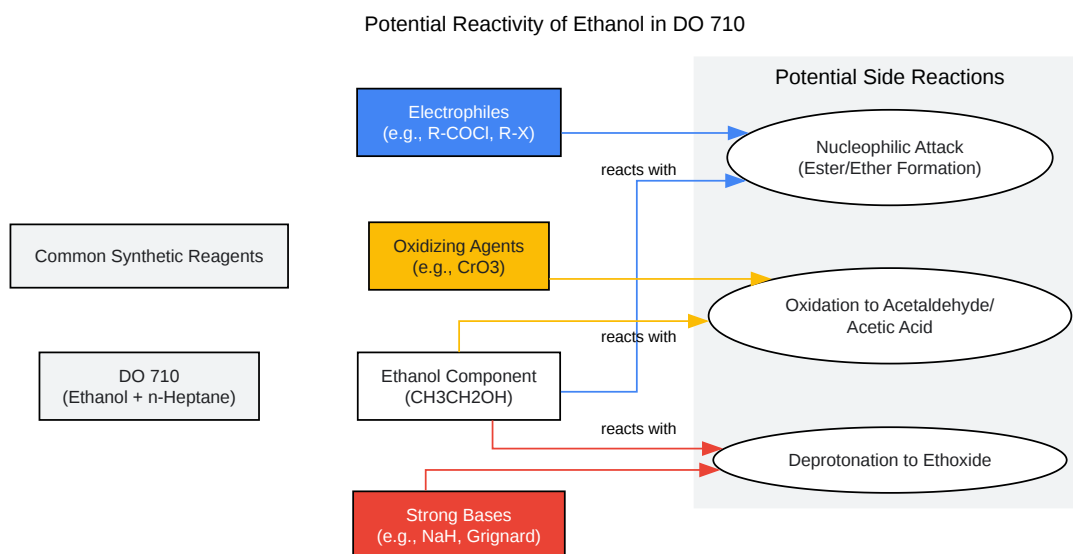 Potential Reactivity of Ethanol in DO 710
Potential Side Reactions
Electrophiles
(e.g., R-COCl, R-X)
Nucleophilic Attack
(Ester/Ether Formation)
reacts with
Common Synthetic Reagents
Oxidizing Agents
(e.g., CrO3)
Oxidation to Acetaldehyde/
Acetic Acid
reacts with
DO 710
(Ethanol + n-Heptane)
Ethanol Component
(CH3CH2OH)
reacts with
Deprotonation to Ethoxide
Strong Bases
(e.g., NaH, Grignard)